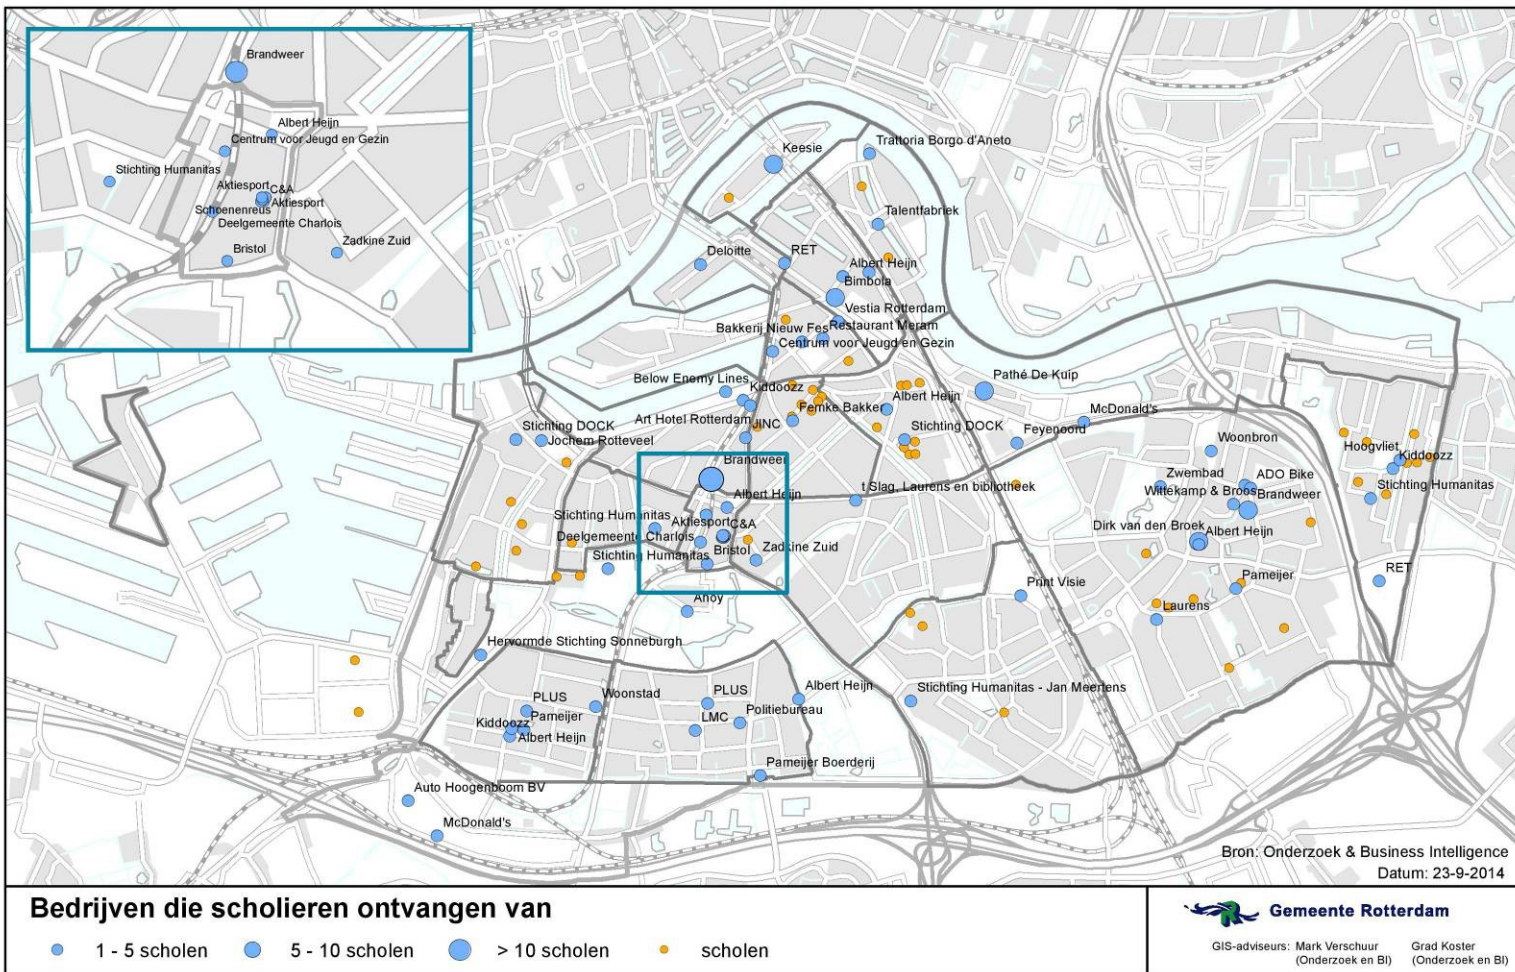 Brandweer
Albert Heijn
Centrum voor Jeugd en Gezin
Stichting Humanitas
Aktiesport
C&A
Aktiesport
Schoenenreus
Deelgemeente Charlois
Bristol
Zadkine Zuid
Keesie
Trattoria Borgo d'Aneto
Talentfabriek
Deloitte
RET
Albert Heijn
Bimbola
Vestia Rotterdam
Bakkerij Nieuw Fes
Restaurant Meram
Centrum voor Jeugd en Gezin
Below Enemy Lines
Kiddoozz
Pathé De Kuip
Albert Heijn
Art Hotel Rotterdam
JINC
Femke Bakker
McDonald's
Stichting DOCK
Jochem Rotteveel
Stichting DOCK
Feyenoord
Woonbron
Hoogvliet
Kiddoozz
Brandweer
Zwembad
ADO Bike
t Slag, Laurens en bibliotheek
Stichting Humanitas
Wittekamp & Broos
Brandweer
Albert Heijn
Stichting Humanitas
Aktiesport
C&A
Dirk van den Broek
Albert Heijn
Deelgemeente Charlois
Stichting Humanitas
Bristol
Zadkine Zuid
Print Visie
Pameijer
RET
Ahoy
Laurens
Hervormde Stichting Sonneburgh
PLUS
Woonstad
PLUS
Albert Heijn
Stichting Humanitas - Jan Meertens
Pameijer
Kiddoozz
LMC
Politiebureau
Albert Heijn
Pameijer Boerderij
Auto Hoogenboom BV
McDonald's
Bron: Onderzoek & Business Intelligence
Datum: 23-9-2014
Bedrijven die scholieren ontvangen van
1 - 5 scholen
5 - 10 scholen
> 10 scholen
scholen
Gemeente Rotterdam
GIS-adviseurs: Mark Verschuur
(Onderzoek en BI)
Grad Koster
(Onderzoek en BI)